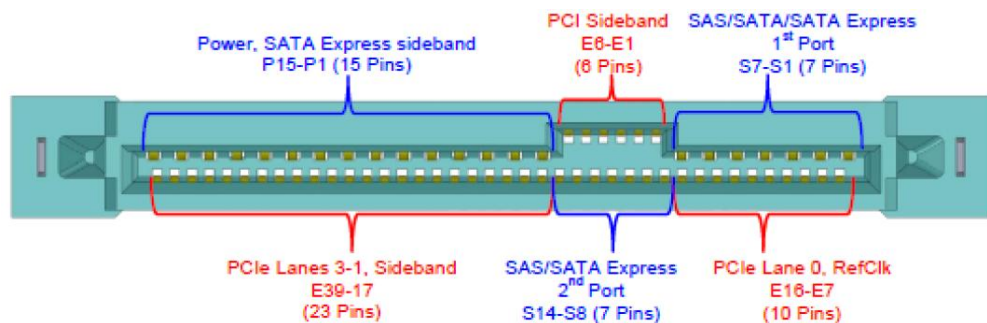 Power, SATA Express sideband
P15-P1 (15 Pins)
PCI Sideband
E6-E1
(6 Pins)
SAS/SATA/SATA Express
1st Port
S7-S1 (7 Pins)
PCIe Lanes 3-1, Sideband
E39-17
(23 Pins)
SAS/SATA Express
2nd Port
S14-S8 (7 Pins)
PCIe Lane 0, RefClk
E16-E7
(10 Pins)